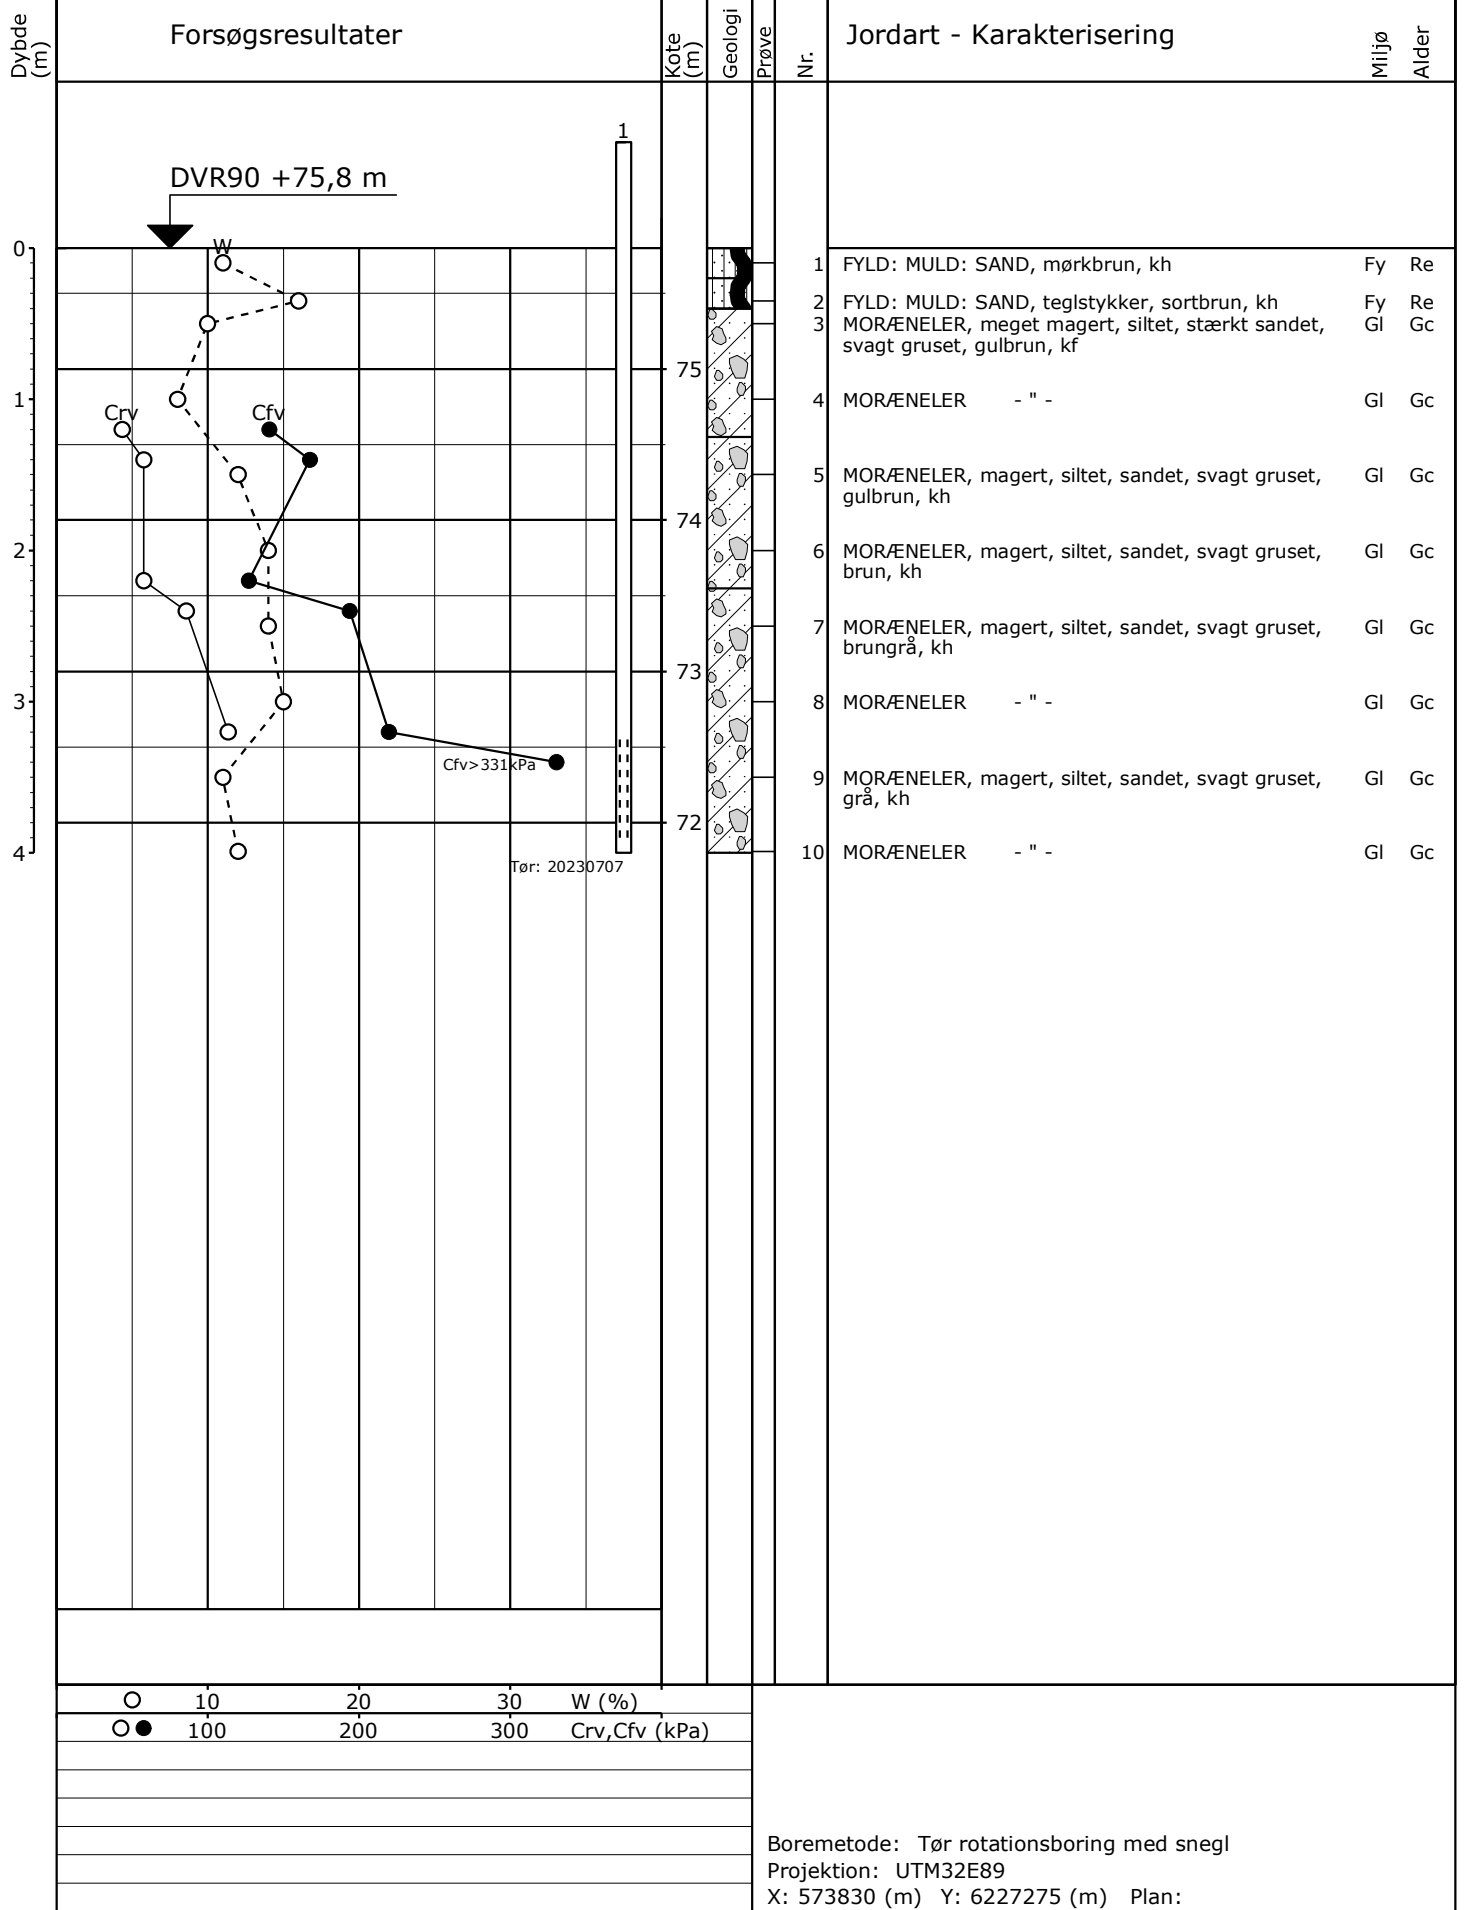 Dybde (m)
Forsøgsresultater
Kote (m)
Geologi
Prøve
Nr.
Jordart - Karakterisering
Miljø
Alder
1
DVR90 +75,8 m
W
0
1 FYLD: MULD: SAND, mørkbrun, kh Fy Re
2 FYLD: MULD: SAND, teglstykker, sortbrun, kh Fy Re
3 MORÆNELER, meget magert, siltet, stærkt sandet, Gl Gc
svagt gruset, gulbrun, kf
75
1
4 MORÆNELER - " - Gl Gc
Crv
Cfv
5 MORÆNELER, magert, siltet, sandet, svagt gruset, Gl Gc
gulbrun, kh
74
2
6 MORÆNELER, magert, siltet, sandet, svagt gruset, Gl Gc
brun, kh
7 MORÆNELER, magert, siltet, sandet, svagt gruset, Gl Gc
brungrå, kh
73
3
8 MORÆNELER - " - Gl Gc
Cfv>331kPa
9 MORÆNELER, magert, siltet, sandet, svagt gruset, Gl Gc
grå, kh
72
4
10 MORÆNELER - " - Gl Gc
Tør: 20230707
10 20 30 W (%)
100 200 300 Crv,Cfv (kPa)
Boremetode: Tør rotationsboring med snegl
Projektion: UTM32E89
X: 573830 (m) Y: 6227275 (m) Plan: